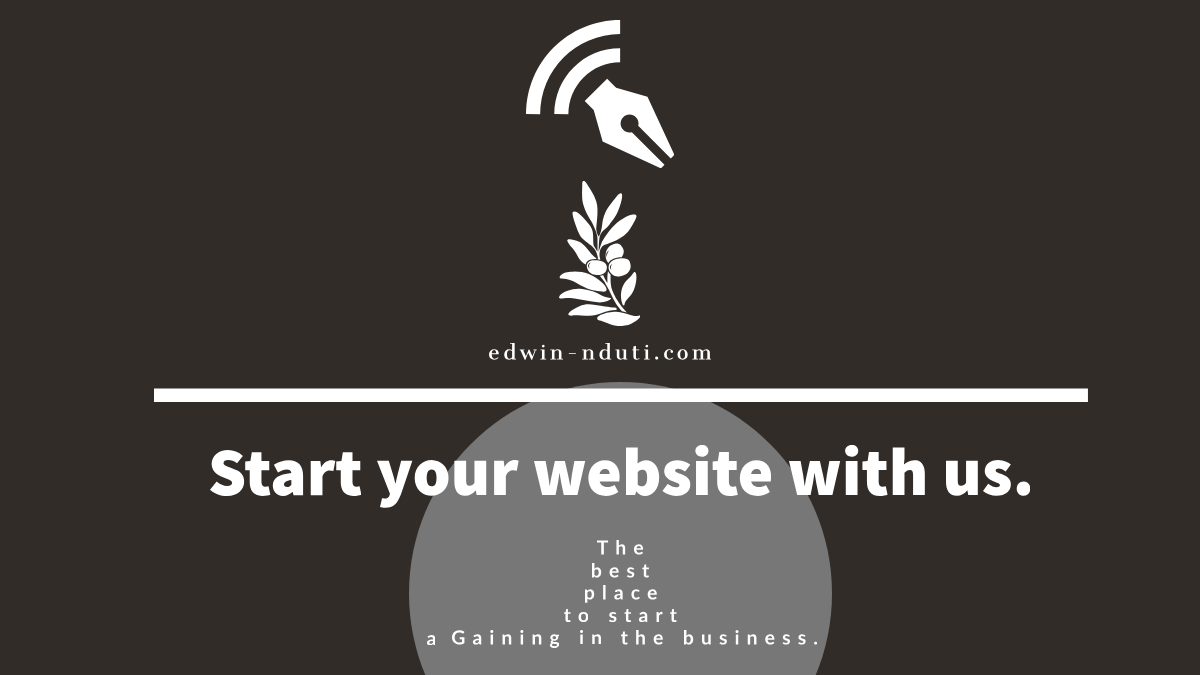 edwin-nduti.com
Start your website with us.
The
best
place
to start
a Gaining in the business.